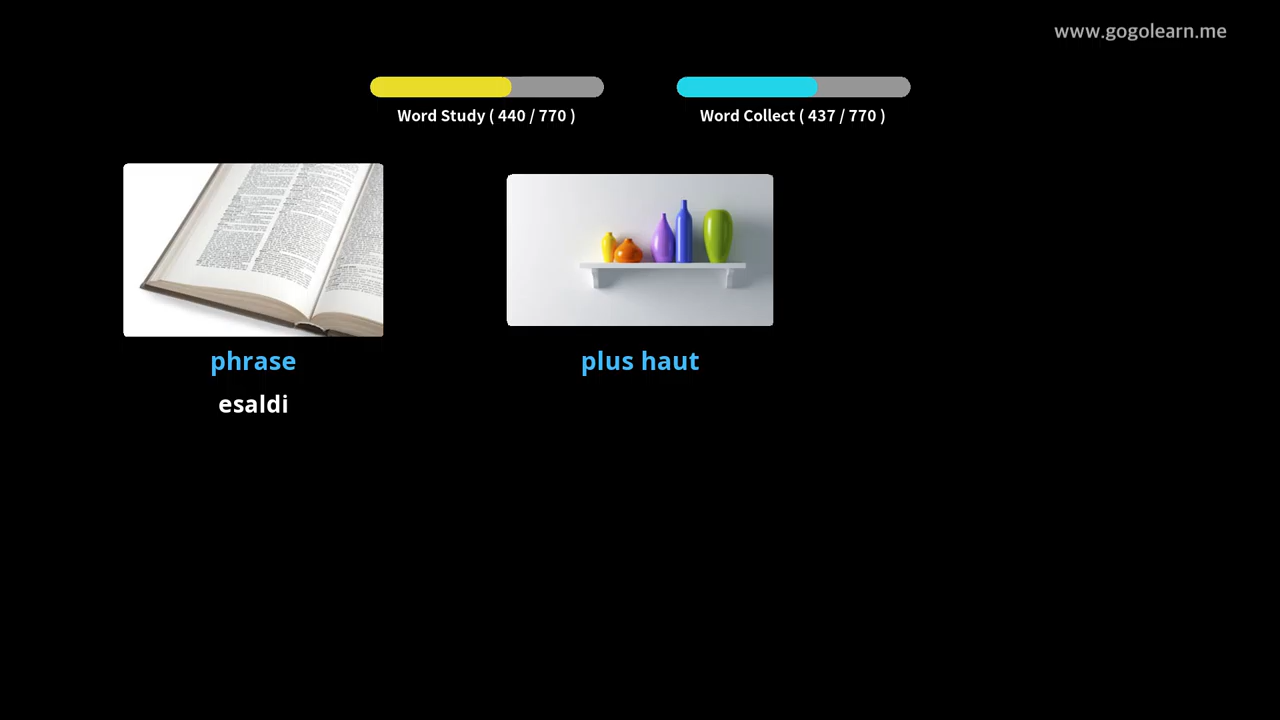 www.gogolearn.me
Word Study ( 440 / 770 )
Word Collect ( 437 / 770 )
phrase
esaldi
plus haut